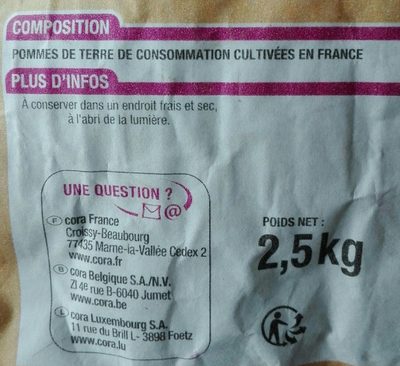 COMPOSITION
POMMES DE TERRE DE CONSOMMATION CULTIVÉES EN FRANCE
PLUS D'INFOS
À conserver dans un endroit frais et sec,
à l'abri de la lumière.
UNE QUESTION ?
@
F cora France
Croissy-Beaubourg
77435 Marne-la-Vallée Cédex 2
www.cora.fr
B cora Belgique S.A./N.V.
ZI 4e rue B-6040 Jumet
www.cora.be
L cora Luxembourg S.A.
11 rue du Brill L- 3898 Foetz
www.cora.lu
POIDS NET :
2,5kg